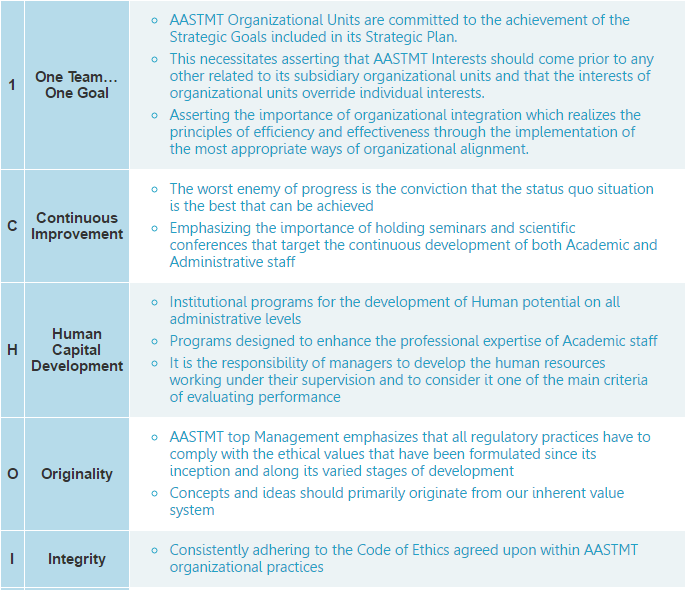 AASTMT Organizational Units are committed to the achievement of the
Strategic Goals included in its Strategic Plan.
1
One Team...
One Goal
This necessitates asserting that AASTMT Interests should come prior to any
other related to its subsidiary organizational units and that the interests of
organizational units override individual interests.
Asserting the importance of organizational integration which realizes the
principles of efficiency and effectiveness through the implementation of
the most appropriate ways of organizational alignment.
C
Continuous
Improvement
The worst enemy of progress is the conviction that the status quo situation
is the best that can be achieved
Emphasizing the importance of holding seminars and scientific
conferences that target the continuous development of both Academic and
Administrative staff
H
Human
Capital
Development
Institutional programs for the development of Human potential on all
administrative levels
Programs designed to enhance the professional expertise of Academic staff
It is the responsibility of managers to develop the human resources
working under their supervision and to consider it one of the main criteria
of evaluating performance
O
Originality
AASTMT top Management emphasizes that all regulatory practices have to
comply with the ethical values that have been formulated since its
inception and along its varied stages of development
Concepts and ideas should primarily originate from our inherent value
system
I
Integrity
Consistently adhering to the Code of Ethics agreed upon within AASTMT
organizational practices